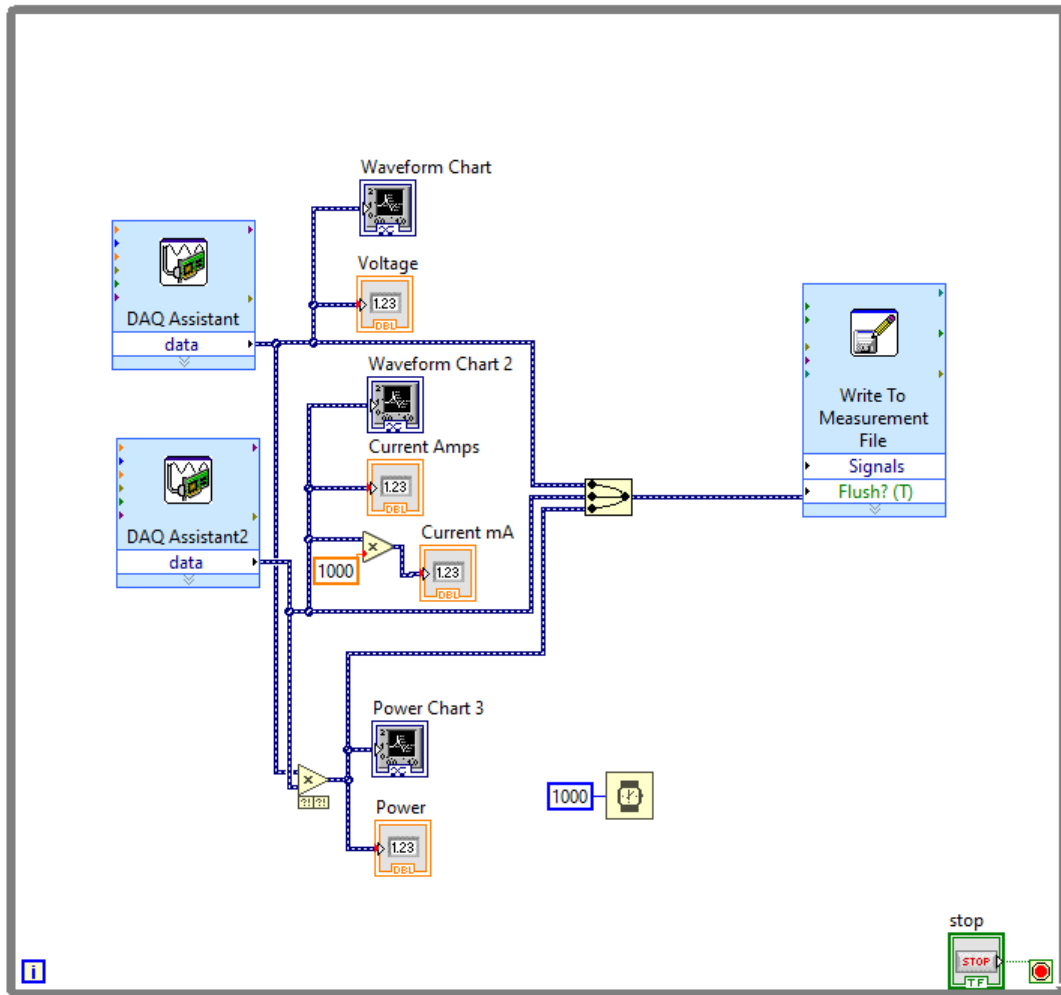 Waveform Chart
Voltage
1.23
DBL
DAQ Assistant
data
Waveform Chart 2
Current Amps
1.23
DBL
Current mA
1000
1.23
DBL
DAQ Assistant2
data
Write To
Measurement
File
Signals
Flush? (T)
Power Chart 3
Power
1.23
DBL
?! ?!
1000
stop
STOP
TF
i